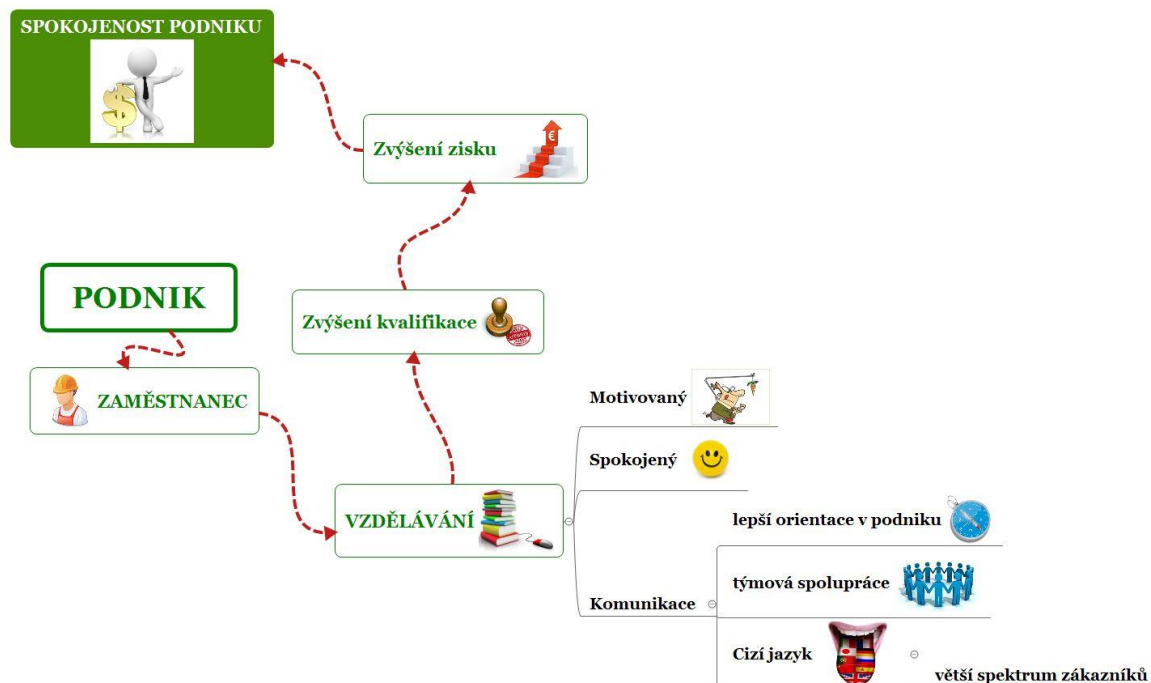 SPOKOJENOST PODNIKU
Zvýšení zisku
PODNIK
Zvýšení kvalifikace
ZAMĚSTNANEC
Motivovaný
Spokojený
VZDĚLÁVÁNÍ
lepší orientace v podniku
týmová spolupráce
Komunikace
Cizí jazyk
větší spektrum zákazníků